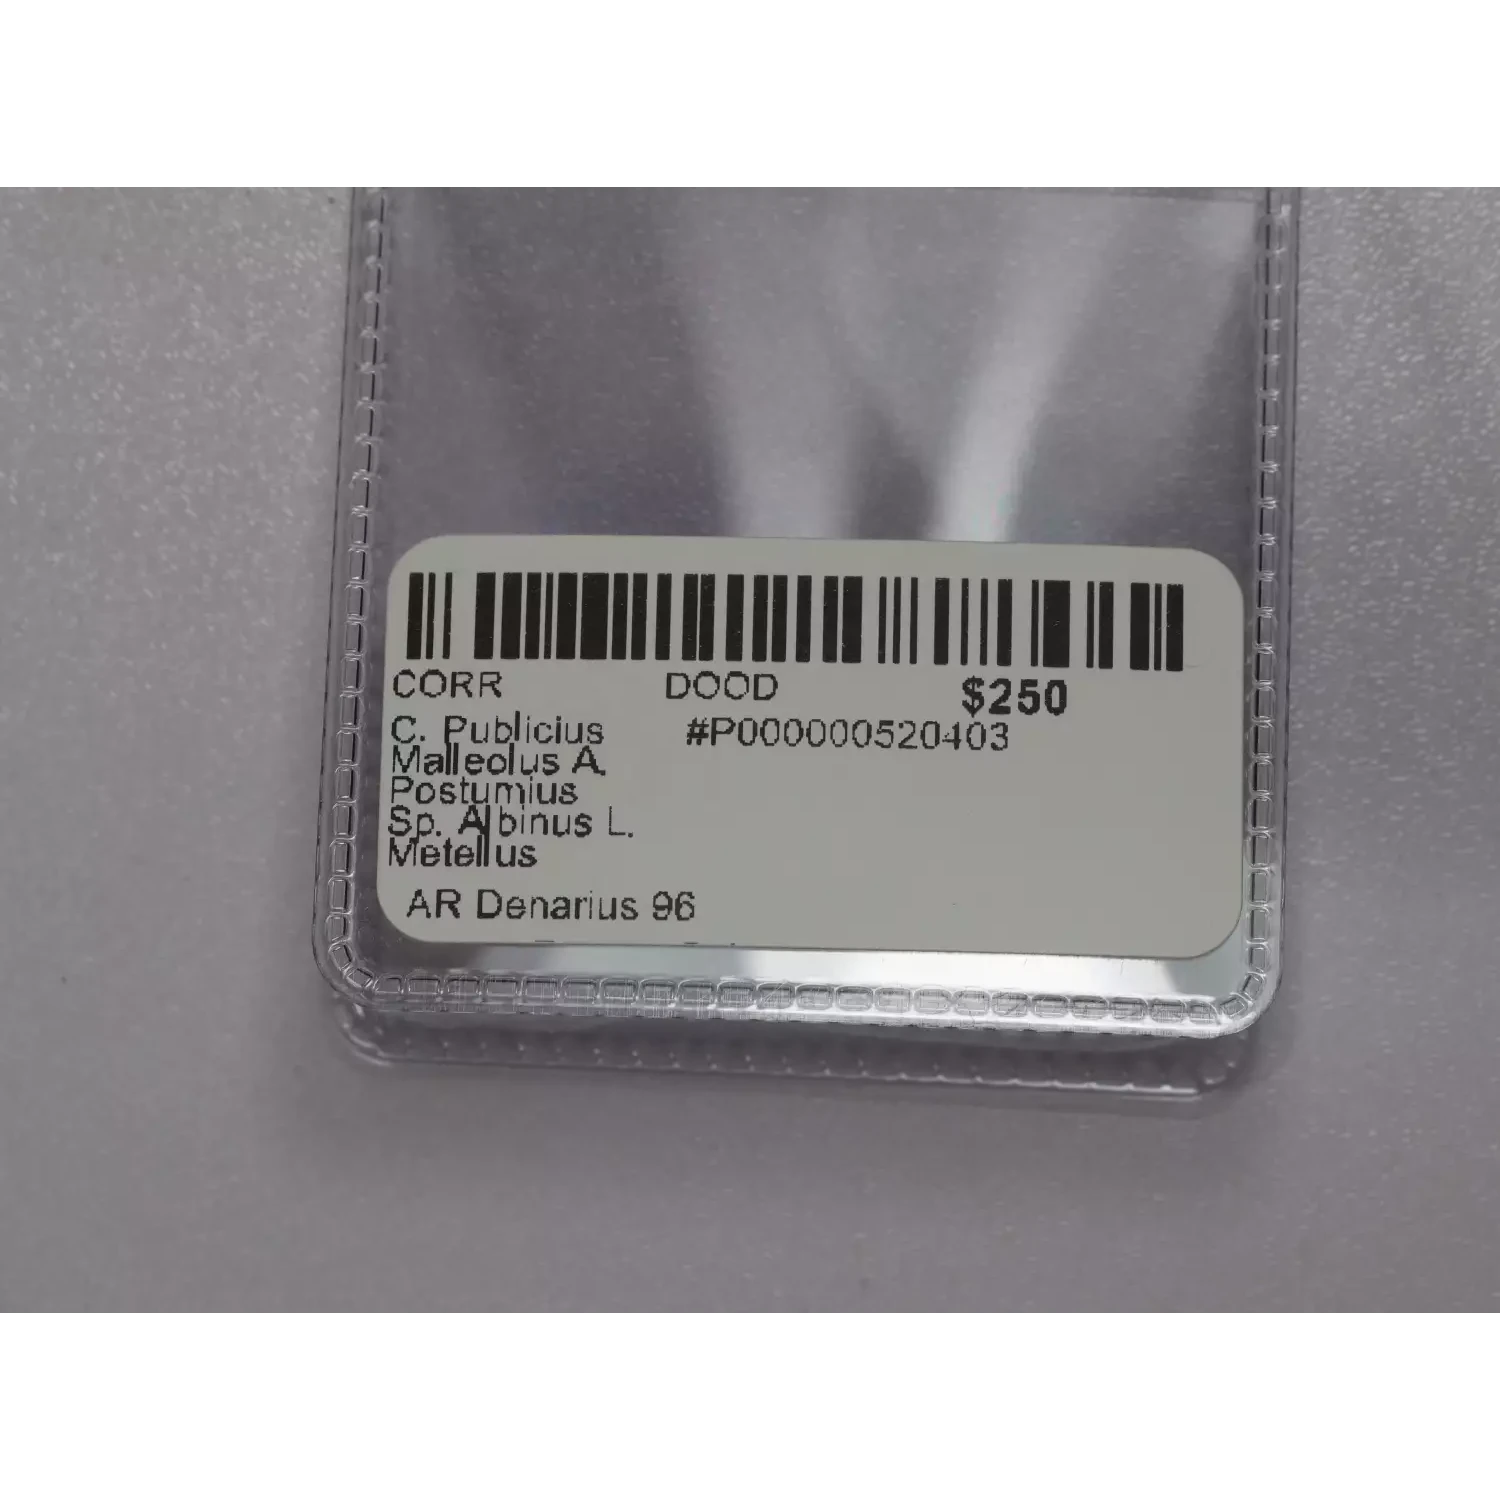 CORR DOOD $250
C. Publicius #P000000520403
Malleolus A.
Postumius
Sp. Albinus L.
Metellus
AR Denarius 96